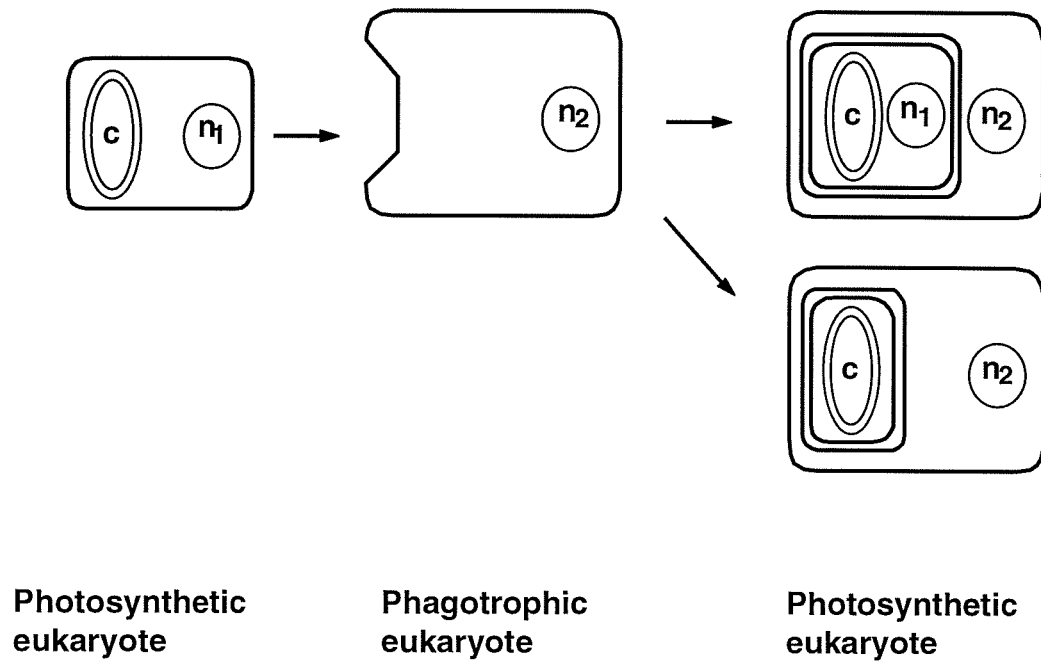 c n1
n2
c n1 n2
c n2
Photosynthetic
eukaryote
Phagotrophic
eukaryote
Photosynthetic
eukaryote